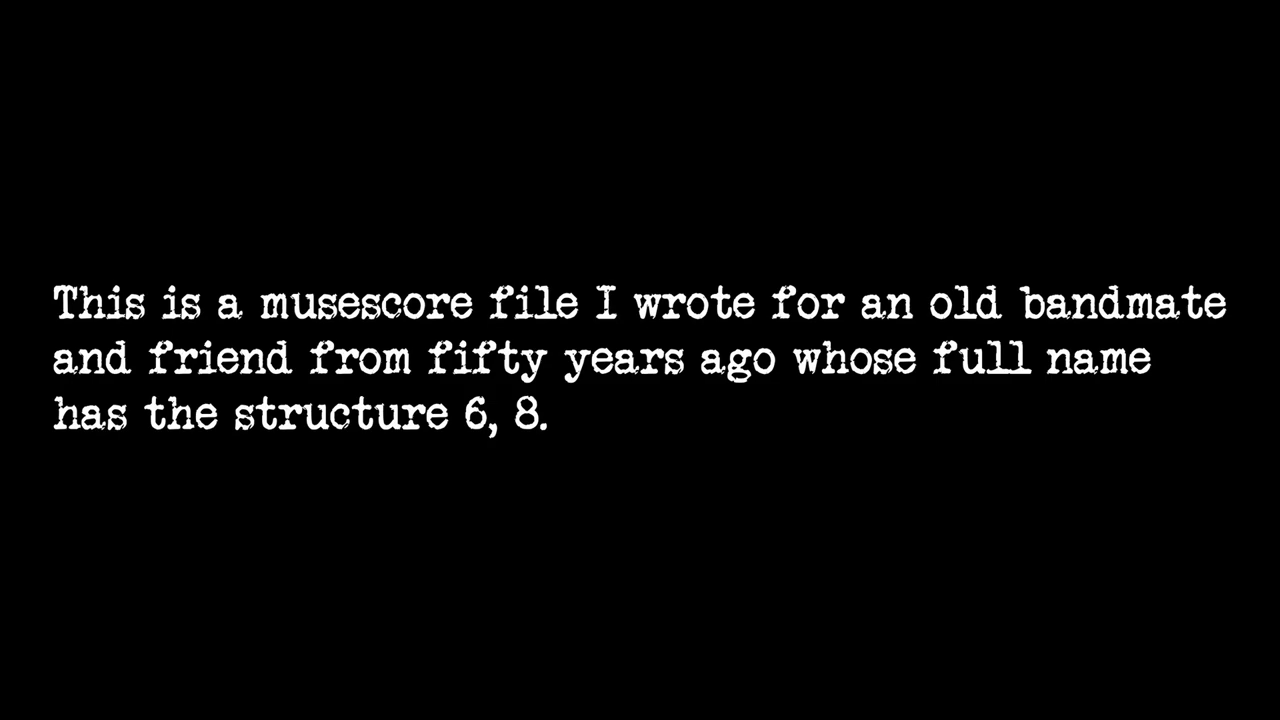 This is a musescore file I wrote for an old bandmate
and friend from fifty years ago whose full name
has the structure 6, 8.